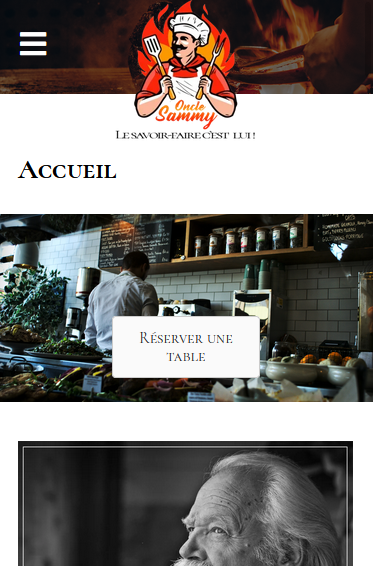 Oncle
Sammy
Le savoir-faire c'est lui !
Accueil
Réserver une
table